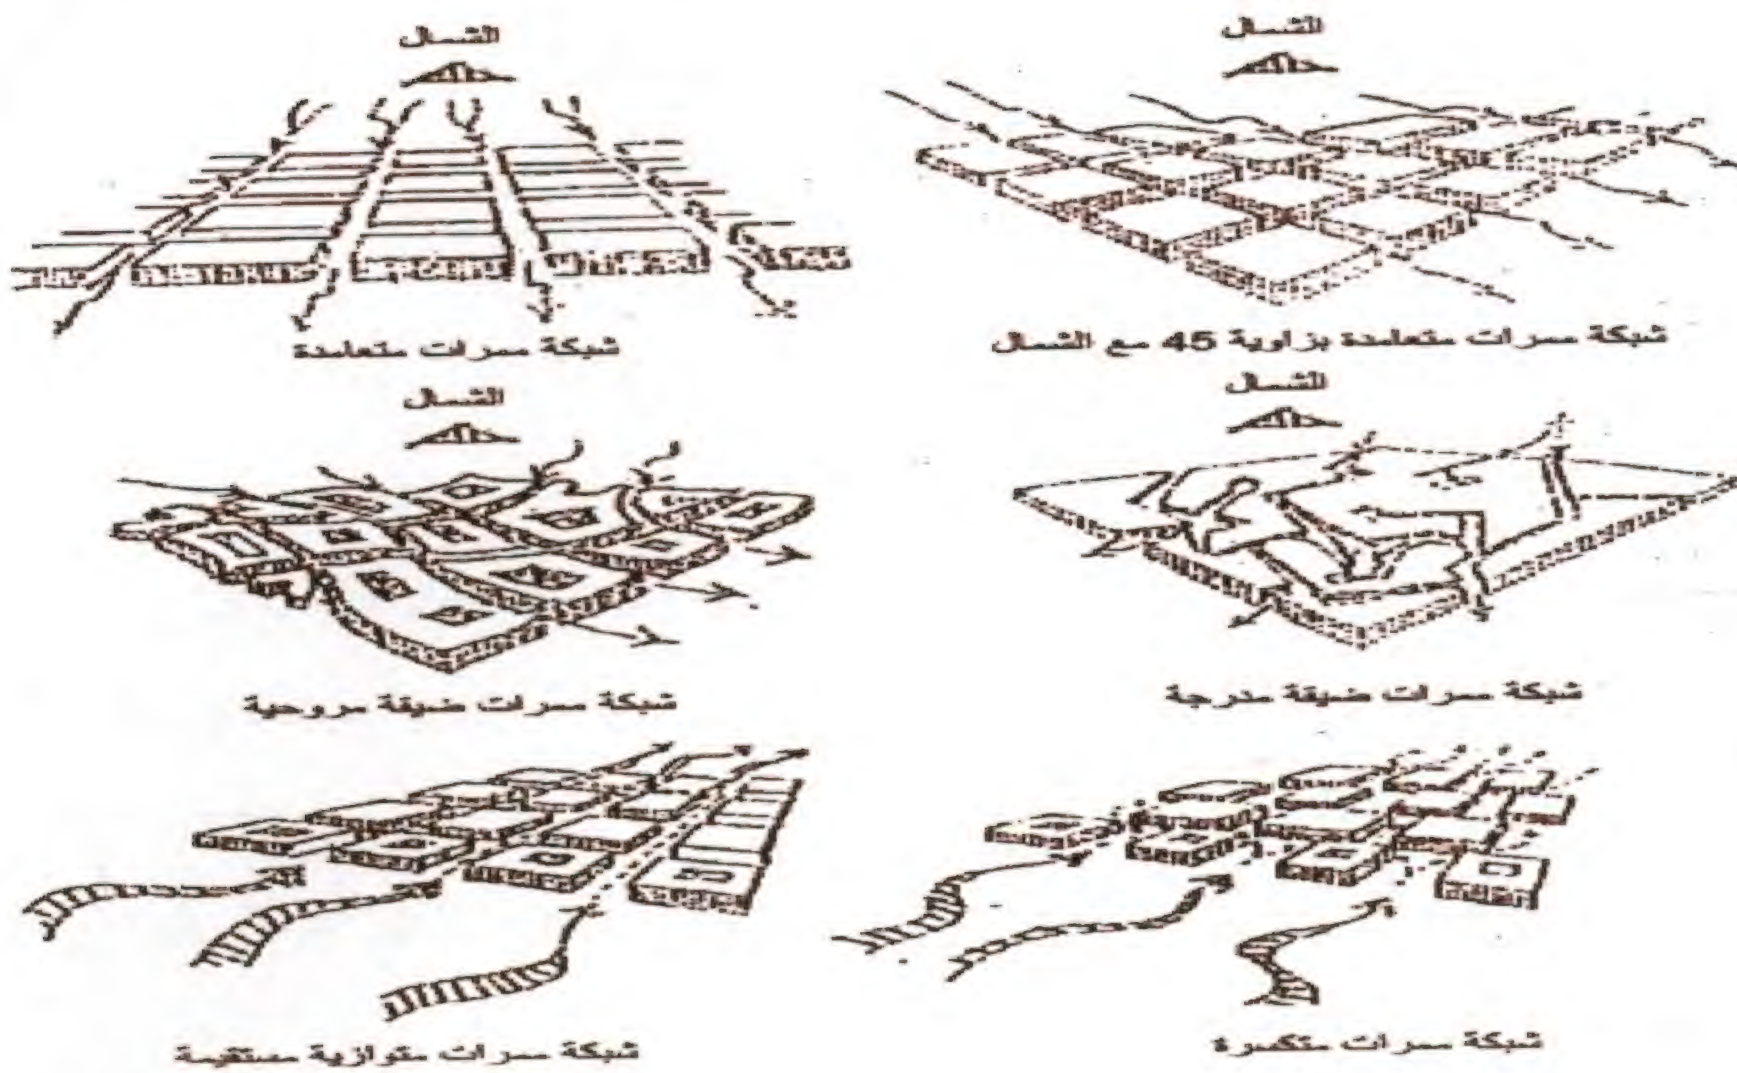 الشمال
الشمال
شبكة ممرات متعامدة
شبكة ممرات متعامدة بزاوية 45 مع الشمال
الشمال
الشمال
شبكة ممرات ضيقة مروحية
شبكة ممرات ضيقة مدرجة
شبكة ممرات متوازية مستقيمة
شبكة ممرات متكسرة